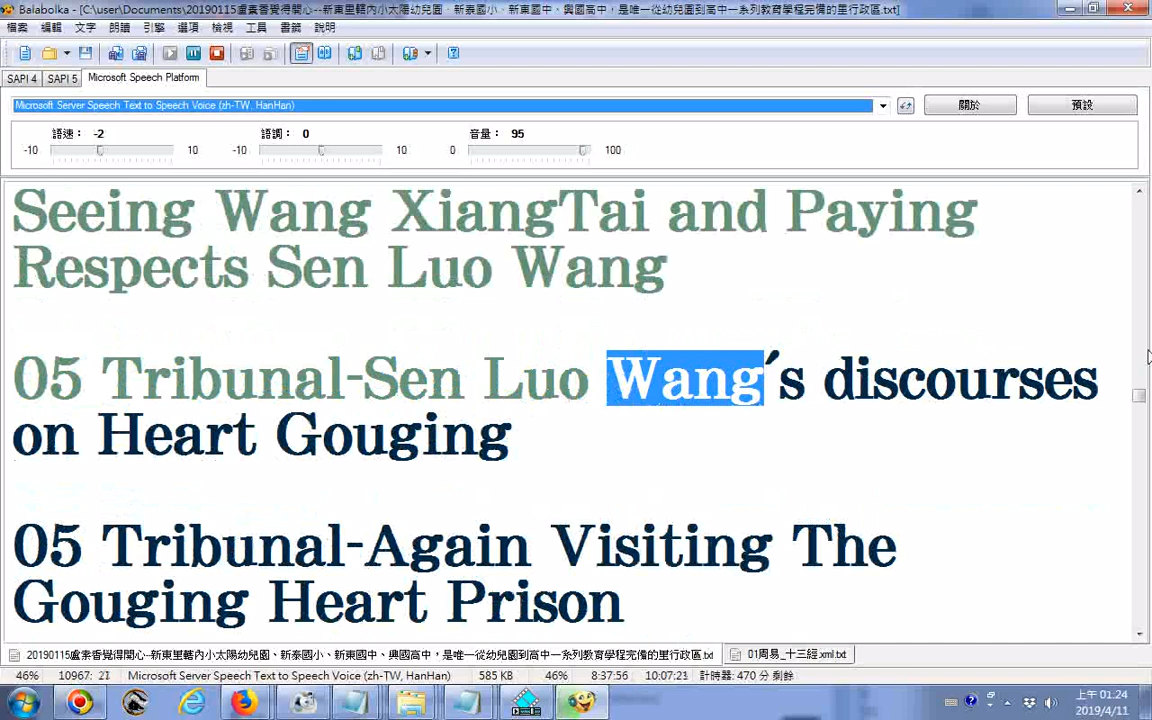 Balabolka - [C:\user\Documents\20190115盧素香覺得開心--新東里轄內小太陽幼兒園、新泰國小、新東國中、興國高中，是唯一從幼兒園到高中一系列教育學程完備的里行政區.txt]
檔案 編輯 文字 朗讀 引擎 選項 檢視 工具 書籤 說明
SAPI 4 SAPI 5 Microsoft Speech Platform
Microsoft Server Speech Text to Speech Voice (zh-TW, HanHan) 關於 預設
語速： -2 語調： 0 音量： 95
-10 10 -10 10 0 100
Seeing Wang XiangTai and Paying
Respects Sen Luo Wang
05 Tribunal-Sen Luo Wang´s discourses
on Heart Gouging
05 Tribunal-Again Visiting The
Gouging Heart Prison
20190115盧素香覺得開心--新東里轄內小太陽幼兒園、新泰國小、新東國中、興國高中，是唯一從幼兒園到高中一系列教育學程完備的里行政區.txt 01周易_十三經.xml.txt
46% 10967: 21 Microsoft Server Speech Text to Speech Voice (zh-TW, HanHan) 585 KB 46% 8:37:56 10:07:21 計時器: 470 分 剩餘
上午 01:24
2019/4/11